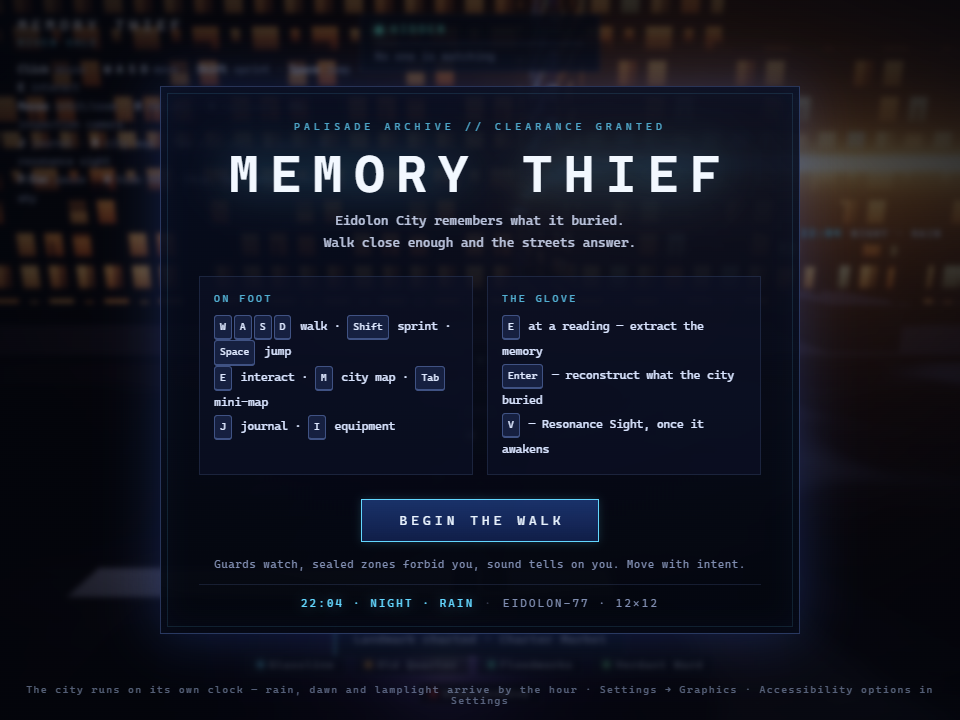 MEMORY THIEF
PALISADE ARCHIVE // CLEARANCE GRANTED
MEMORY THIEF
Eidolon City remembers what it buried.
Walk close enough and the streets answer.
ON FOOT
W A S D walk · Shift sprint ·
Space jump
E interact · M city map · Tab
mini-map
J journal · I equipment
THE GLOVE
E at a reading — extract the
memory
Enter — reconstruct what the city
buried
V — Resonance Sight, once it
awakens
BEGIN THE WALK
Guards watch, sealed zones forbid you, sound tells on you. Move with intent.
22:04 · NIGHT · RAIN · EIDOLON-77 · 12×12
The city runs on its own clock — rain, dawn and lamplight arrive by the hour · Settings → Graphics · Accessibility options in
Settings